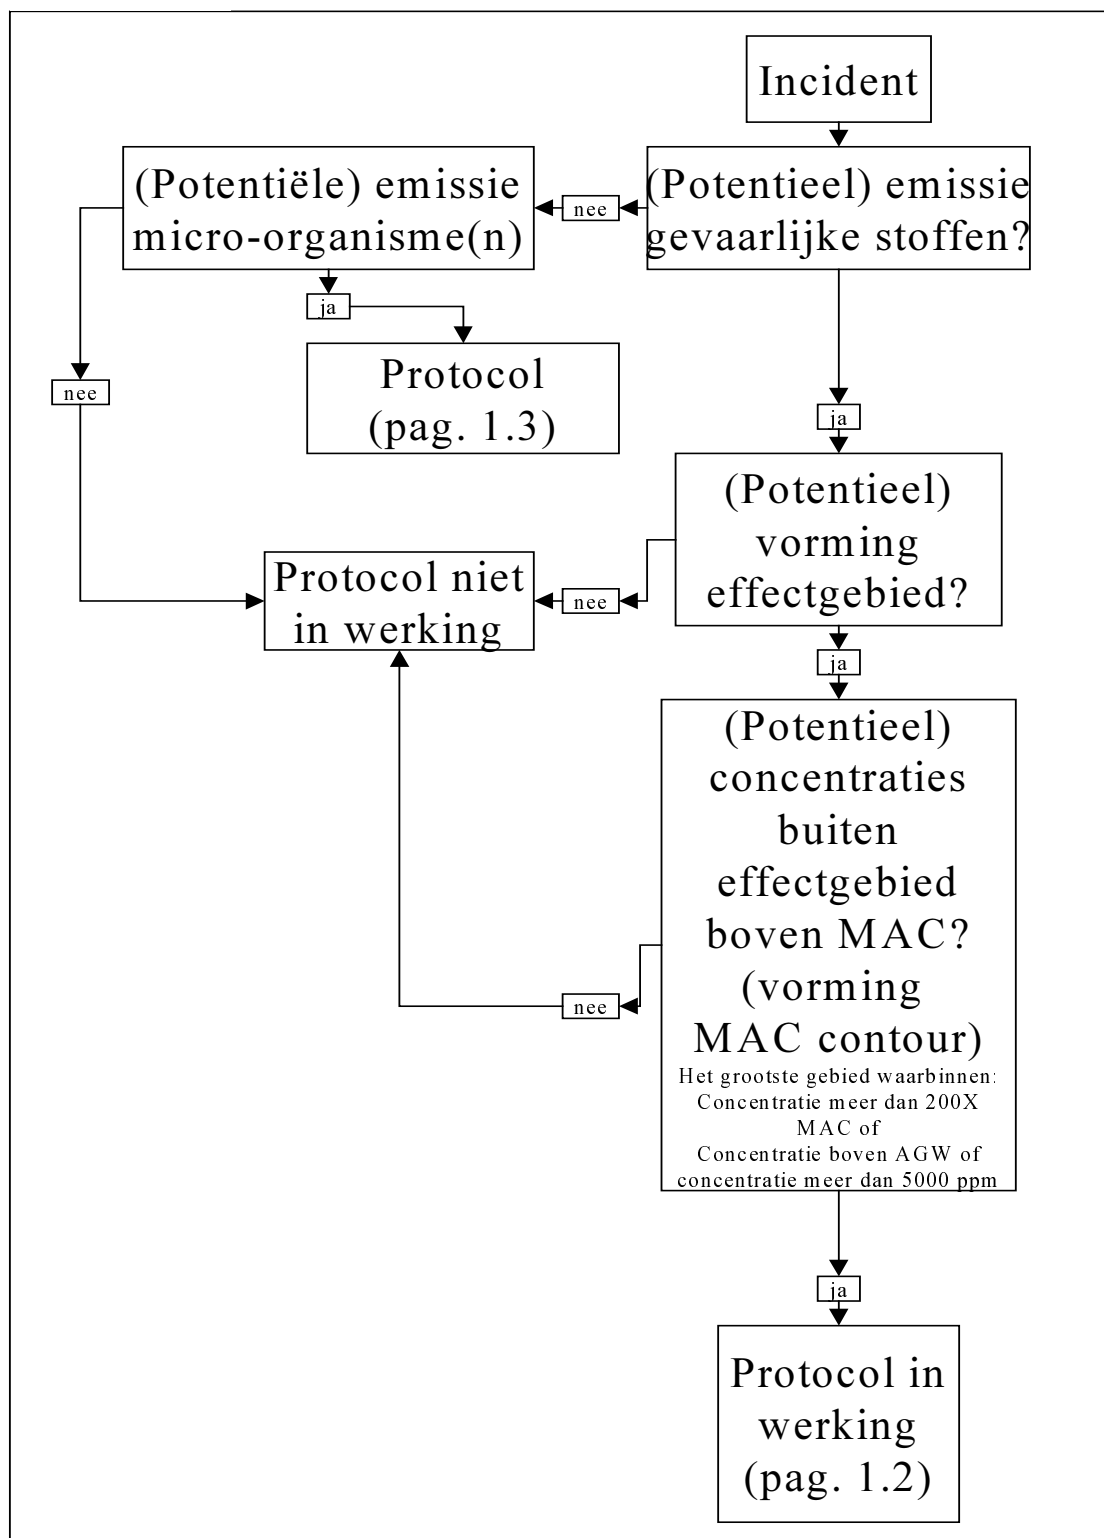 Incident
(Potentiële) emissie
micro-organisme(n)
nee
(Potentieel) emissie
gevaarlijke stoffen?
ja
Protocol
(pag. 1.3)
nee
ja
(Potentieel)
vorming
effectgebied?
Protocol niet
in werking
nee
ja
(Potentieel)
concentraties
buiten
effectgebied
boven MAC?
(vorming
MAC contour)
Het grootste gebied waarbinnen:
Concentratie meer dan 200X
MAC of
Concentratie boven AGW of
concentratie meer dan 5000 ppm
nee
ja
Protocol in
werking
(pag. 1.2)